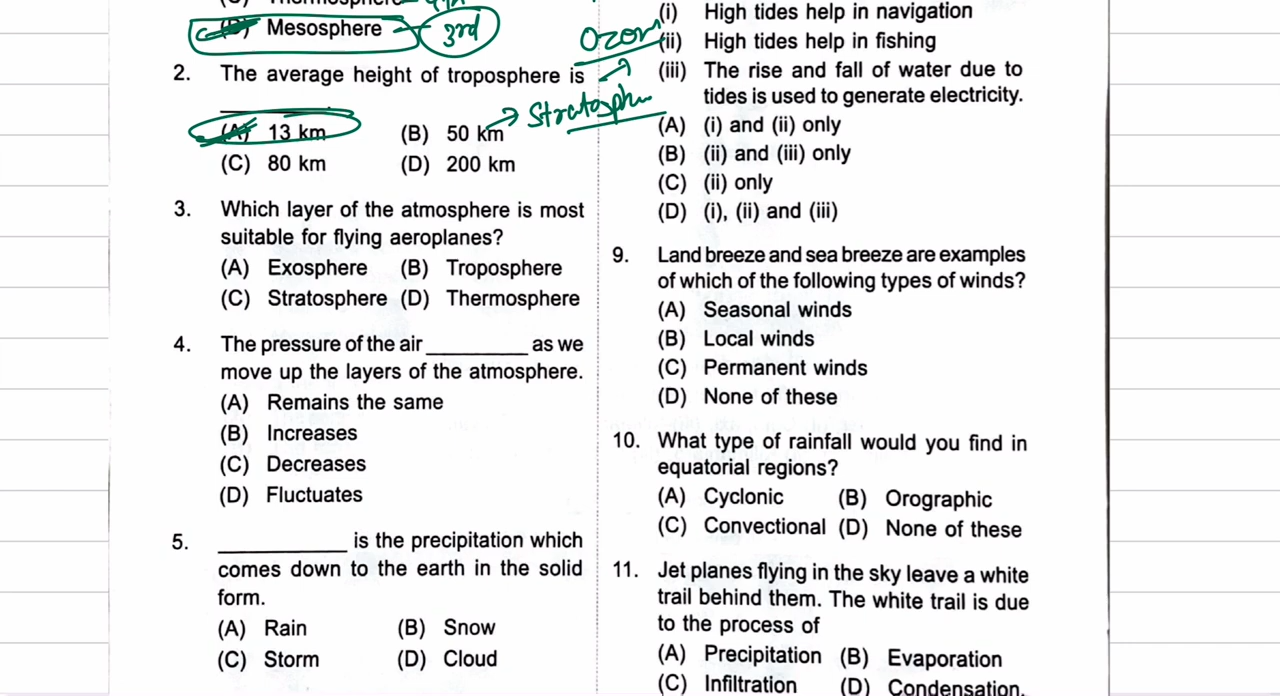 (D) Mesosphere 3rd
2. The average height of troposphere is
(A) 13 km (B) 50 km
(C) 80 km (D) 200 km
3. Which layer of the atmosphere is most
suitable for flying aeroplanes?
(A) Exosphere (B) Troposphere
(C) Stratosphere (D) Thermosphere
4. The pressure of the air _________ as we
move up the layers of the atmosphere.
(A) Remains the same
(B) Increases
(C) Decreases
(D) Fluctuates
5. ____________ is the precipitation which
comes down to the earth in the solid
form.
(A) Rain (B) Snow
(C) Storm (D) Cloud
(i) High tides help in navigation
(ii) High tides help in fishing
(iii) The rise and fall of water due to
tides is used to generate electricity.
(A) (i) and (ii) only
(B) (ii) and (iii) only
(C) (ii) only
(D) (i), (ii) and (iii)
9. Land breeze and sea breeze are examples
of which of the following types of winds?
(A) Seasonal winds
(B) Local winds
(C) Permanent winds
(D) None of these
10. What type of rainfall would you find in
equatorial regions?
(A) Cyclonic (B) Orographic
(C) Convectional (D) None of these
11. Jet planes flying in the sky leave a white
trail behind them. The white trail is due
to the process of
(A) Precipitation (B) Evaporation
(C) Infiltration (D) Condensation.